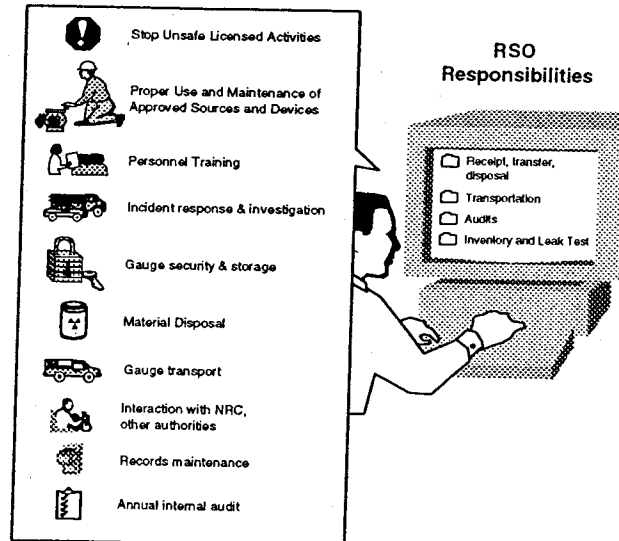 Stop Unsafe Licensed Activities
Proper Use and Maintenance of
Approved Sources and Devices
Personnel Training
Incident response & investigation
Gauge security & storage
Material Disposal
Gauge transport
Interaction with NRC,
other authorities
Records maintenance
Annual internal audit
RSO
Responsibilities
Receipt, transfer,
disposal
Transportation
Audits
Inventory and Leak Test